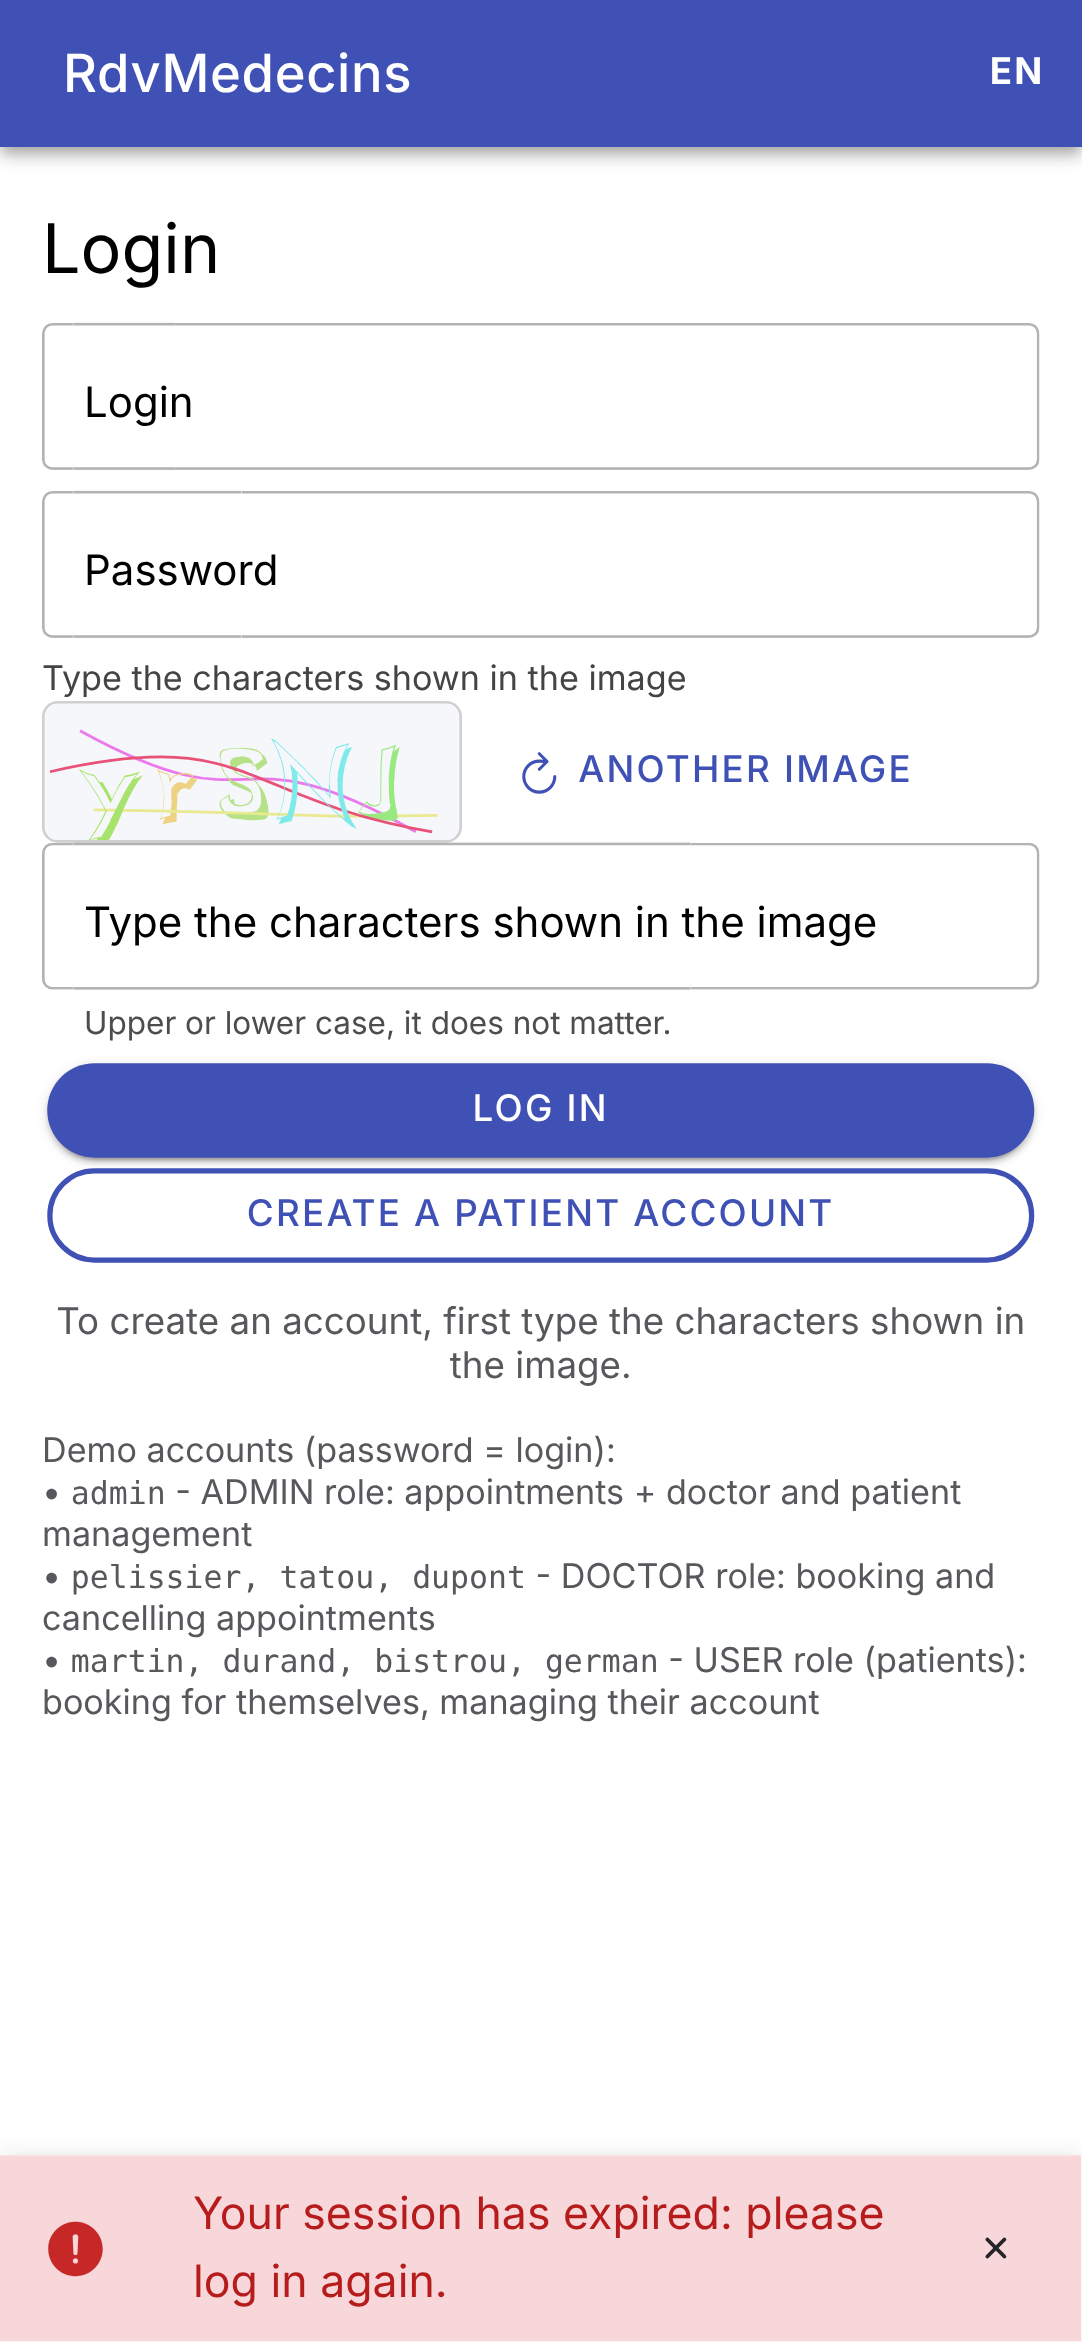 RdvMedecins
EN
Login
Login
Password
Type the characters shown in the image
ANOTHER IMAGE
Type the characters shown in the image
Upper or lower case, it does not matter.
LOG IN
CREATE A PATIENT ACCOUNT
To create an account, first type the characters shown in
the image.
Demo accounts (password = login):
• admin - ADMIN role: appointments + doctor and patient
management
• pelissier, tatou, dupont - DOCTOR role: booking and
cancelling appointments
• martin, durand, bistrou, german - USER role (patients):
booking for themselves, managing their account
Your session has expired: please
log in again.